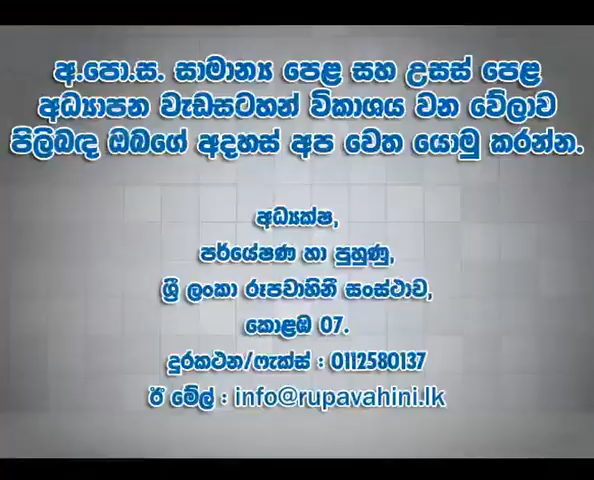 අ.පො.ස. සාමාන්‍ය පෙළ සහ උසස් පෙළ
අධ්‍යාපන වැඩසටහන් විකාශය වන වේලාව
පිලිබඳ ඔබගේ අදහස් අප වෙත යොමු කරන්න.
අධ්‍යක්ෂ,
පර්යේෂණ හා පුහුණු,
ශ්‍රී ලංකා රූපවාහිනී සංස්ථාව,
කොළඹ 07.
දුරකථන/ෆැක්ස් : 0112580137
ඊ මේල් : info@rupavahini.lk